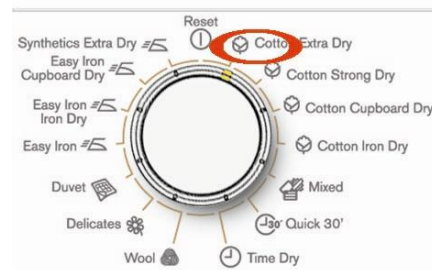 Reset
Cotton Extra Dry
Cotton Strong Dry
Cotton Cupboard Dry
Cotton Iron Dry
Mixed
30' Quick 30'
Time Dry
Wool
Delicates
Duvet
Easy Iron
Easy Iron
Iron Dry
Easy Iron
Cupboard Dry
Synthetics Extra Dry